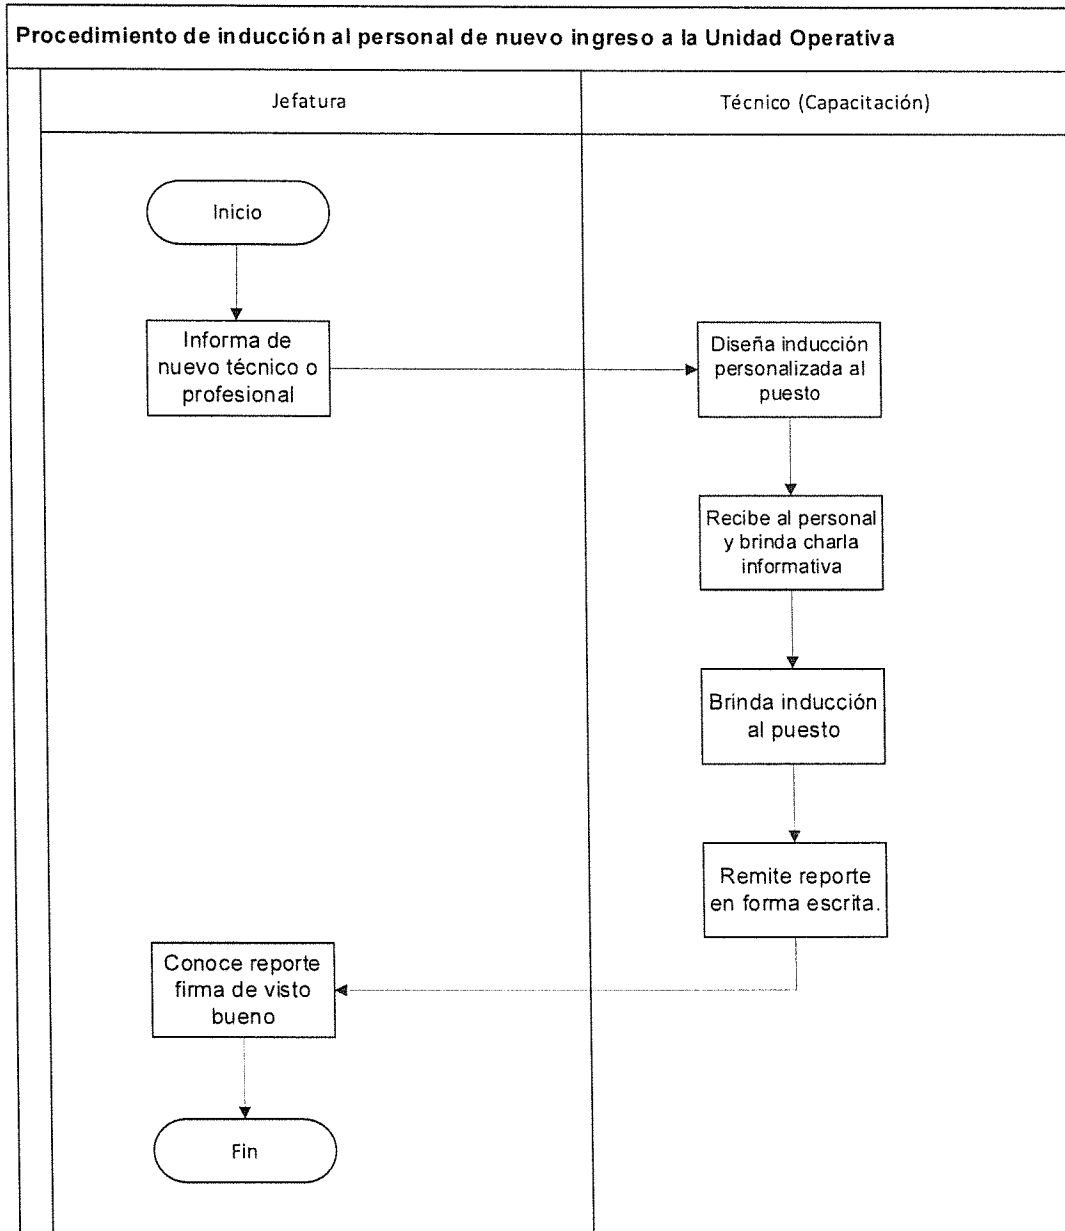 Procedimiento de inducción al personal de nuevo ingreso a la Unidad Operativa
Jefatura
Técnico (Capacitación)
Inicio
Informa de
nuevo técnico o
profesional
Diseña inducción
personalizada al
puesto
Recibe al personal
y brinda charla
informativa
Brinda inducción
al puesto
Remite reporte
en forma escrita.
Conoce reporte
firma de visto
bueno
Fin